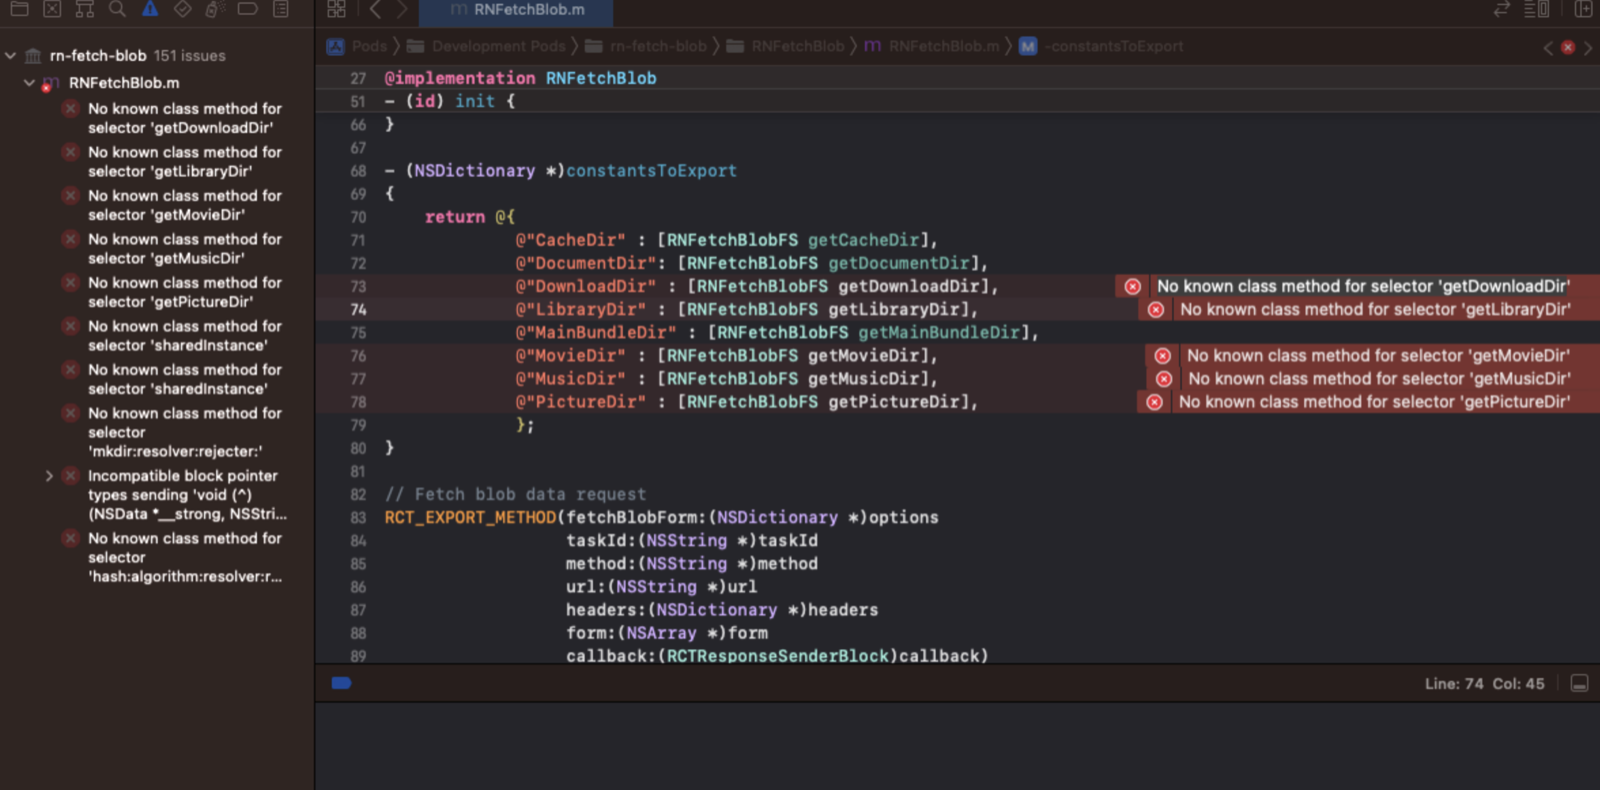 RNFetchBlob.m
rn-fetch-blob 151 issues
RNFetchBlob.m
No known class method for
selector 'getDownloadDir'
No known class method for
selector 'getLibraryDir'
No known class method for
selector 'getMovieDir'
No known class method for
selector 'getMusicDir'
No known class method for
selector 'getPictureDir'
No known class method for
selector 'sharedInstance'
No known class method for
selector 'sharedInstance'
No known class method for
selector
'mkdir:resolver:rejecter:'
Incompatible block pointer
types sending 'void (^)
(NSData *__strong, NSStri...
No known class method for
selector
'hash:algorithm:resolver:r...
Pods 〉 Development Pods 〉 rn-fetch-blob 〉 RNFetchBlob 〉 m RNFetchBlob.m 〉 M -constantsToExport
27 @implementation RNFetchBlob
51 - (id) init {
66 }
67
68 - (NSDictionary *)constantsToExport
69 {
70 return @{
71 @"CacheDir" : [RNFetchBlobFS getCacheDir],
72 @"DocumentDir": [RNFetchBlobFS getDocumentDir],
73 @"DownloadDir" : [RNFetchBlobFS getDownloadDir], No known class method for selector 'getDownloadDir'
74 @"LibraryDir" : [RNFetchBlobFS getLibraryDir], No known class method for selector 'getLibraryDir'
75 @"MainBundleDir" : [RNFetchBlobFS getMainBundleDir],
76 @"MovieDir" : [RNFetchBlobFS getMovieDir], No known class method for selector 'getMovieDir'
77 @"MusicDir" : [RNFetchBlobFS getMusicDir], No known class method for selector 'getMusicDir'
78 @"PictureDir" : [RNFetchBlobFS getPictureDir], No known class method for selector 'getPictureDir'
79 };
80 }
81
82 // Fetch blob data request
83 RCT_EXPORT_METHOD(fetchBlobForm:(NSDictionary *)options
84 taskId:(NSString *)taskId
85 method:(NSString *)method
86 url:(NSString *)url
87 headers:(NSDictionary *)headers
88 form:(NSArray *)form
89 callback:(RCTResponseSenderBlock)callback)
Line: 74 Col: 45